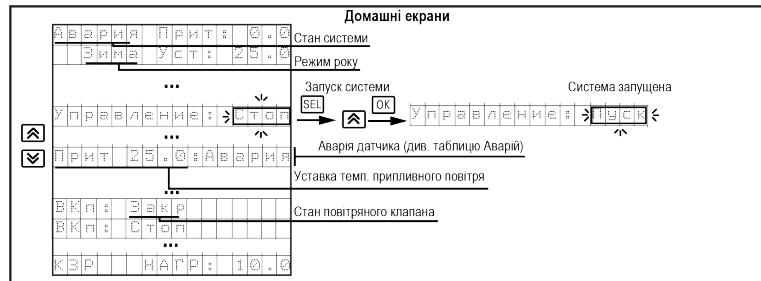 Домашні екрани
Авария Прит: 0.0
Стан системи
Зима Уст: 25.0
Режим року
...
Запуск системи
Система запущена
SEL
OK
Управление: Стоп
Управление: Пуск
...
Аварія датчика (див. таблицю Аварій)
Прит 25.0:Авария
Уставка темп. припливного повітря
...
ВКп: Закр
Стан повітряного клапана
ВКп: Стоп
...
КЗР НАГР: 10.0